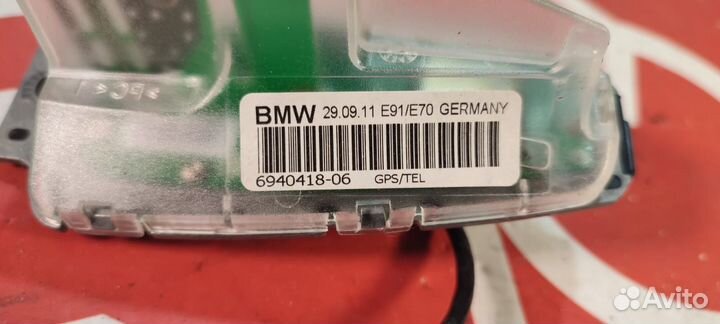 BMW 29.09.11 E91/E70 GERMANY
6940418-06 GPS/TEL
Avito